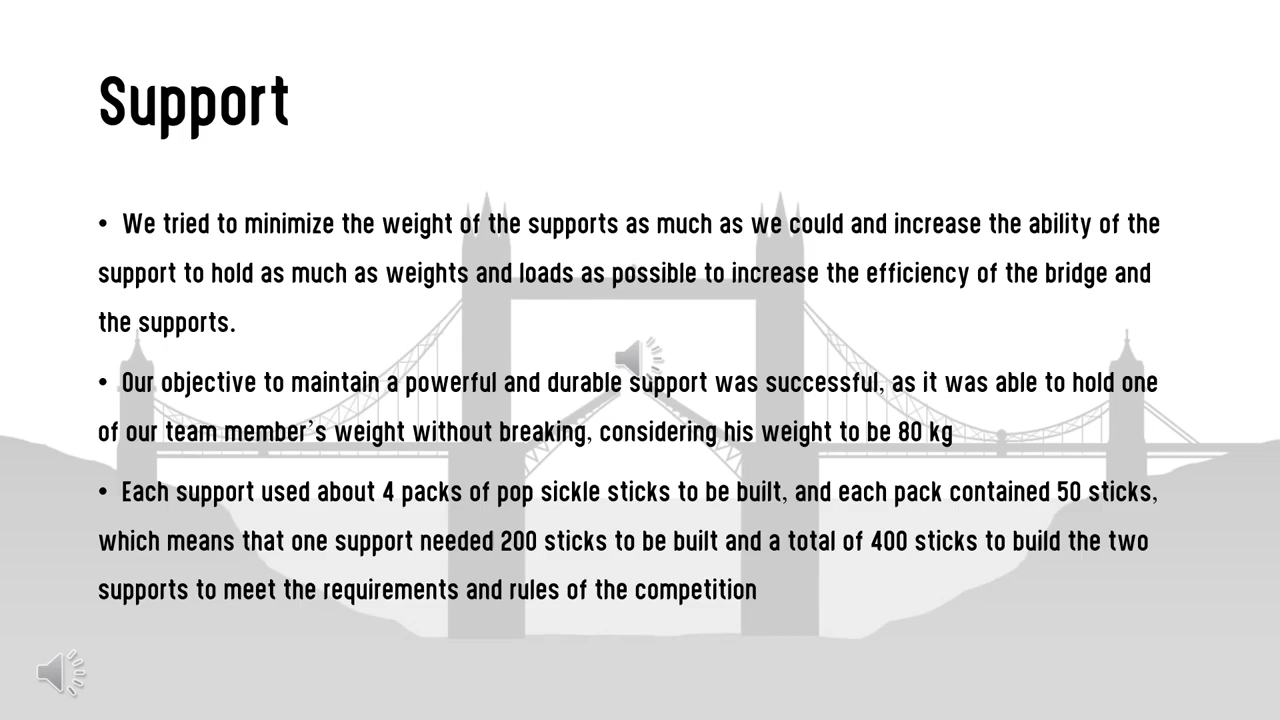 Support
• We tried to minimize the weight of the supports as much as we could and increase the ability of the
support to hold as much as weights and loads as possible to increase the efficiency of the bridge and
the supports.
• Our objective to maintain a powerful and durable support was successful, as it was able to hold one
of our team member's weight without breaking, considering his weight to be 80 kg
• Each support used about 4 packs of pop sickle sticks to be built, and each pack contained 50 sticks,
which means that one support needed 200 sticks to be built and a total of 400 sticks to build the two
supports to meet the requirements and rules of the competition